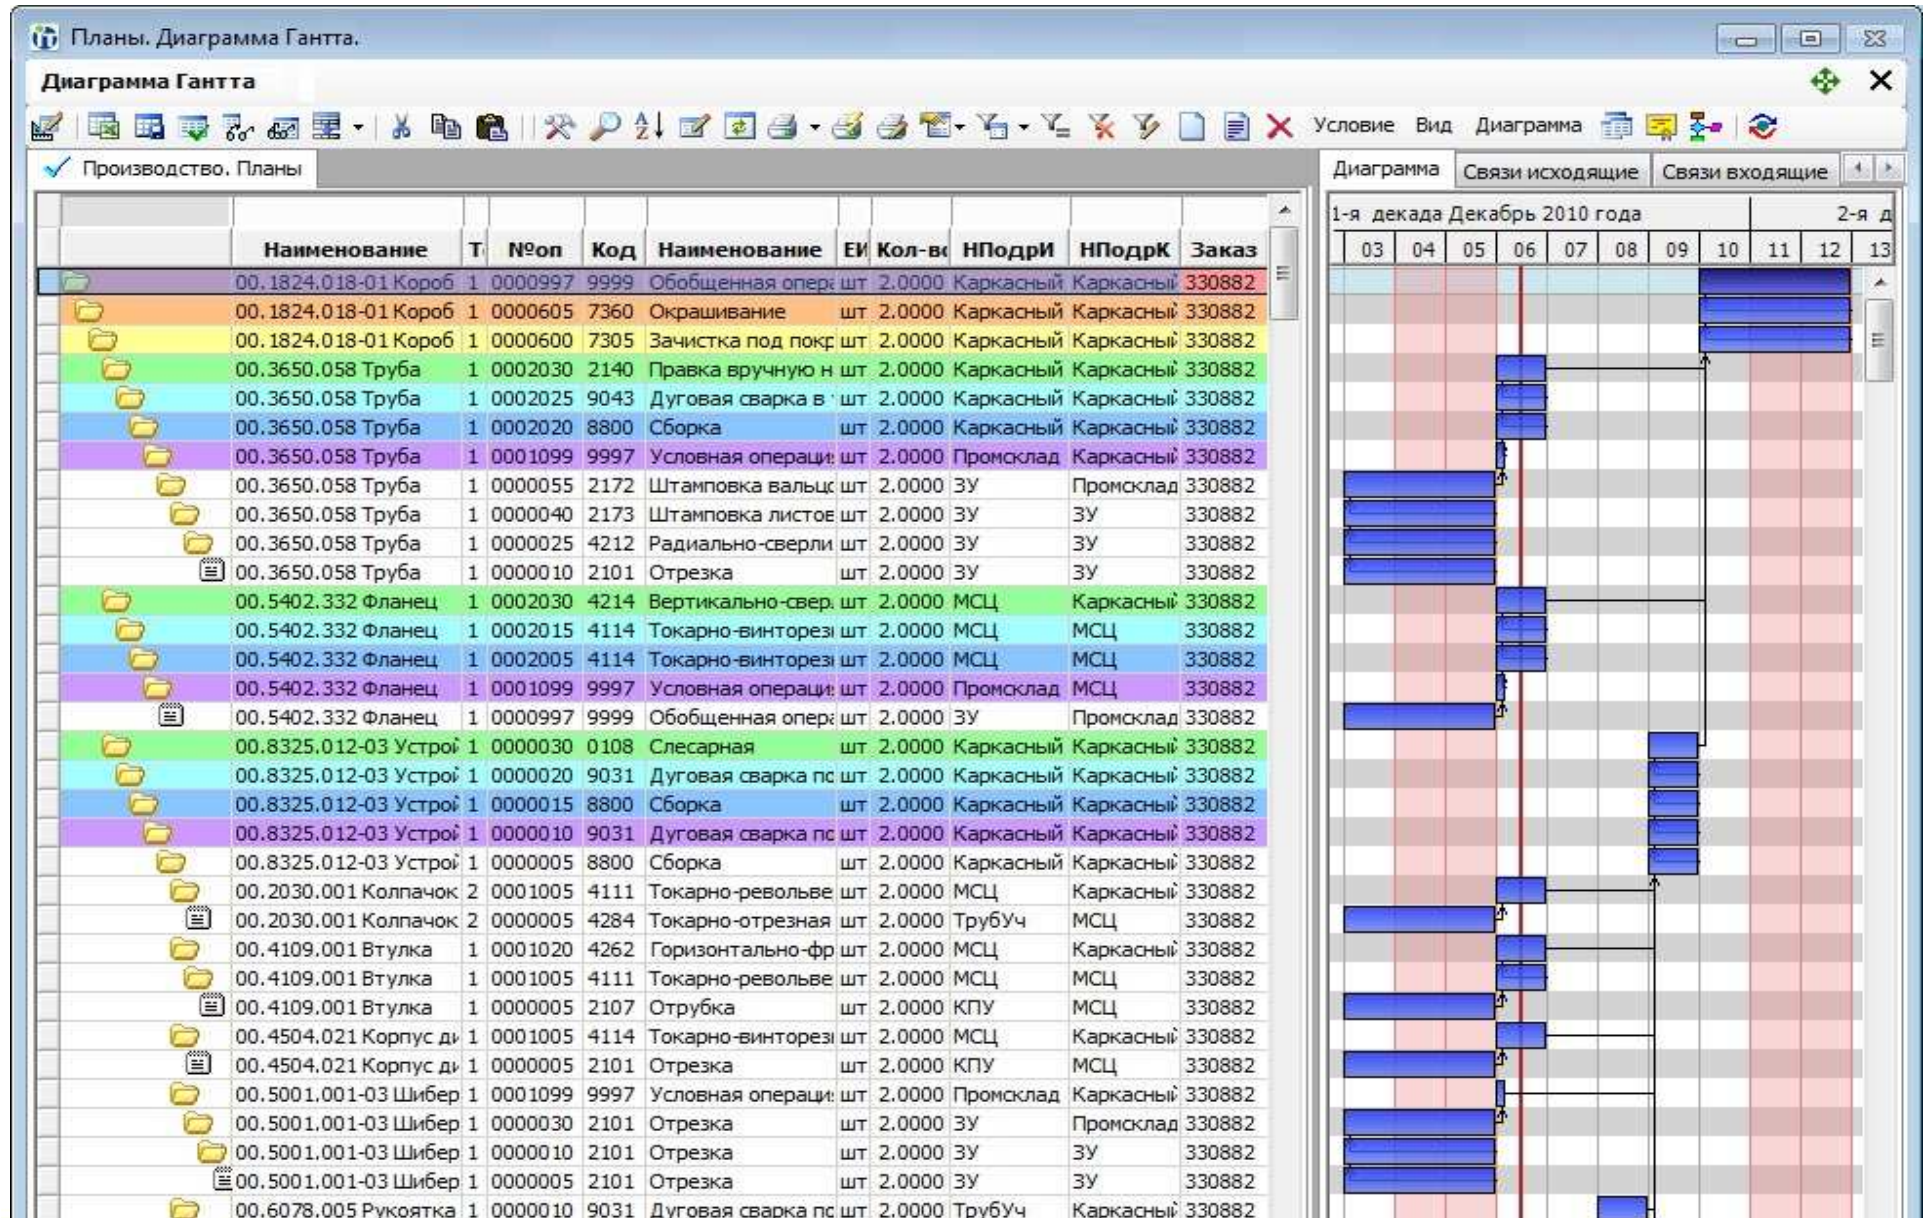 Планы. Диаграмма Гантта.
Диаграмма Гантта
Условие Вид Диаграмма
Производство. Планы
Диаграмма Связи исходящие Связи входящие
1-я декада Декабрь 2010 года 2-я д
Наименование Т №оп Код Наименование ЕИ Кол-во НПодрИ НПодрК Заказ 03 04 05 06 07 08 09 10 11 12 13
00.1824.018-01 Короб 1 0000997 9999 Обобщенная опера шт 2.0000 Каркасный Каркасный 330882
00.1824.018-01 Короб 1 0000605 7360 Окрашивание шт 2.0000 Каркасный Каркасный 330882
00.1824.018-01 Короб 1 0000600 7305 Зачистка под покр шт 2.0000 Каркасный Каркасный 330882
00.3650.058 Труба 1 0002030 2140 Правка вручную н шт 2.0000 Каркасный Каркасный 330882
00.3650.058 Труба 1 0002025 9043 Дуговая сварка в шт 2.0000 Каркасный Каркасный 330882
00.3650.058 Труба 1 0002020 8800 Сборка шт 2.0000 Каркасный Каркасный 330882
00.3650.058 Труба 1 0001099 9997 Условная операци шт 2.0000 Промсклад Каркасный 330882
00.3650.058 Труба 1 0000055 2172 Штамповка вальцо шт 2.0000 ЗУ Промсклад 330882
00.3650.058 Труба 1 0000040 2173 Штамповка листов шт 2.0000 ЗУ ЗУ 330882
00.3650.058 Труба 1 0000025 4212 Радиально-сверли шт 2.0000 ЗУ ЗУ 330882
00.3650.058 Труба 1 0000010 2101 Отрезка шт 2.0000 ЗУ ЗУ 330882
00.5402.332 Фланец 1 0002030 4214 Вертикально-свер шт 2.0000 МСЦ Каркасный 330882
00.5402.332 Фланец 1 0002015 4114 Токарно-винторез шт 2.0000 МСЦ МСЦ 330882
00.5402.332 Фланец 1 0002005 4114 Токарно-винторез шт 2.0000 МСЦ МСЦ 330882
00.5402.332 Фланец 1 0001099 9997 Условная операци шт 2.0000 Промсклад МСЦ 330882
00.5402.332 Фланец 1 0000997 9999 Обобщенная опера шт 2.0000 ЗУ Промсклад 330882
00.8325.012-03 Устрой 1 0000030 0108 Слесарная шт 2.0000 Каркасный Каркасный 330882
00.8325.012-03 Устрой 1 0000020 9031 Дуговая сварка по шт 2.0000 Каркасный Каркасный 330882
00.8325.012-03 Устрой 1 0000015 8800 Сборка шт 2.0000 Каркасный Каркасный 330882
00.8325.012-03 Устрой 1 0000010 9031 Дуговая сварка по шт 2.0000 Каркасный Каркасный 330882
00.8325.012-03 Устрой 1 0000005 8800 Сборка шт 2.0000 Каркасный Каркасный 330882
00.2030.001 Колпачок 2 0001005 4111 Токарно-револьве шт 2.0000 МСЦ Каркасный 330882
00.2030.001 Колпачок 2 0000005 4284 Токарно-отрезная шт 2.0000 ТрубУч МСЦ 330882
00.4109.001 Втулка 1 0001020 4262 Горизонтально-фр шт 2.0000 МСЦ Каркасный 330882
00.4109.001 Втулка 1 0001005 4111 Токарно-револьве шт 2.0000 МСЦ МСЦ 330882
00.4109.001 Втулка 1 0000005 2107 Отрубка шт 2.0000 КПУ МСЦ 330882
00.4504.021 Корпус ди 1 0001005 4114 Токарно-винторез шт 2.0000 МСЦ Каркасный 330882
00.4504.021 Корпус ди 1 0000005 2101 Отрезка шт 2.0000 КПУ МСЦ 330882
00.5001.001-03 Шибер 1 0001099 9997 Условная операци шт 2.0000 Промсклад Каркасный 330882
00.5001.001-03 Шибер 1 0000030 2101 Отрезка шт 2.0000 ЗУ Промсклад 330882
00.5001.001-03 Шибер 1 0000010 2101 Отрезка шт 2.0000 ЗУ ЗУ 330882
00.5001.001-03 Шибер 1 0000005 2101 Отрезка шт 2.0000 ЗУ ЗУ 330882
00.6078.005 Рукоятка 1 0000010 9031 Дуговая сварка по шт 2.0000 ТрубУч Каркасный 330882